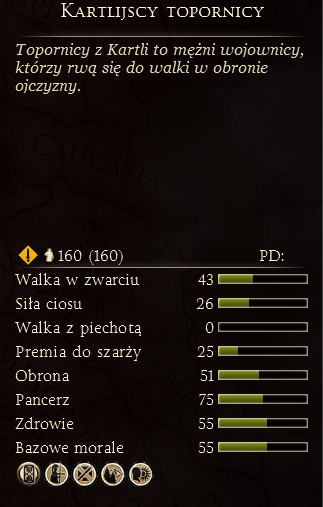 Kartlijscy topornicy
Topornicy z Kartli to mężni wojownicy,
którzy rwą się do walki w obronie
ojczyzny.
Caucasia
160 (160) PD:
Walka w zwarciu 43
Siła ciosu 26
Walka z piechotą 0
Premia do szarży 25
Obrona 51
Pancerz 75
Zdrowie 55
Bazowe morale 55